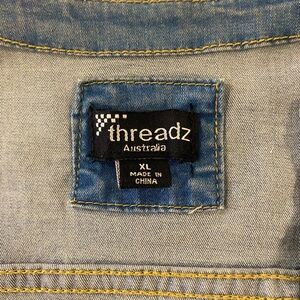 threadz
Australia
XL
MADE IN
CHINA